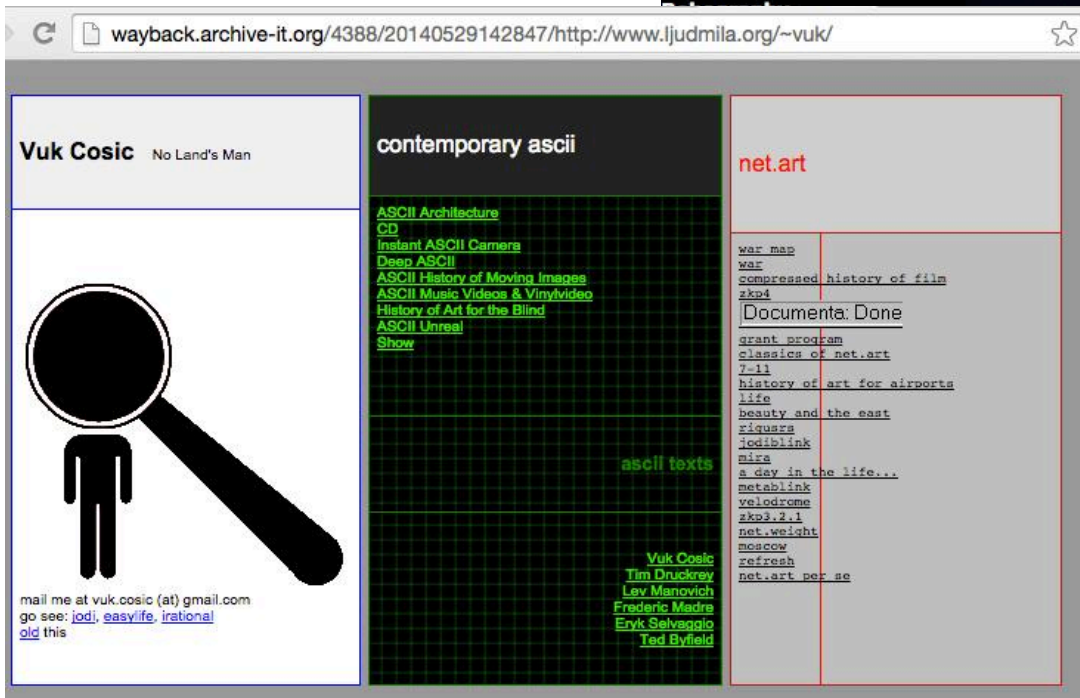 wayback.archive-it.org/4388/20140529142847/http://www.ljudmila.org/~vuk/
Vuk Cosic No Land's Man
mail me at vuk.cosic (at) gmail.com
go see: jodi, easylife, irational
old this
contemporary ascii
ASCII Architecture
CD
Instant ASCII Camera
Deep ASCII
ASCII History of Moving Images
ASCII Music Videos & Vinylvideo
History of Art for the Blind
ASCII Unreal
Show
ascii texts
Vuk Cosic
Tim Druckrey
Lev Manovich
Frederic Madre
Eryk Selvaggio
Ted Byfield
net.art
war map
war
compressed history of film
zkp4
Documenta: Done
grant program
classics of net.art
7-11
history of art for airports
life
beauty and the east
rigusrs
jodiblink
mira
a day in the life...
metablink
velodrome
zkp3.2.1
net.weight
moscow
refresh
net.art per se